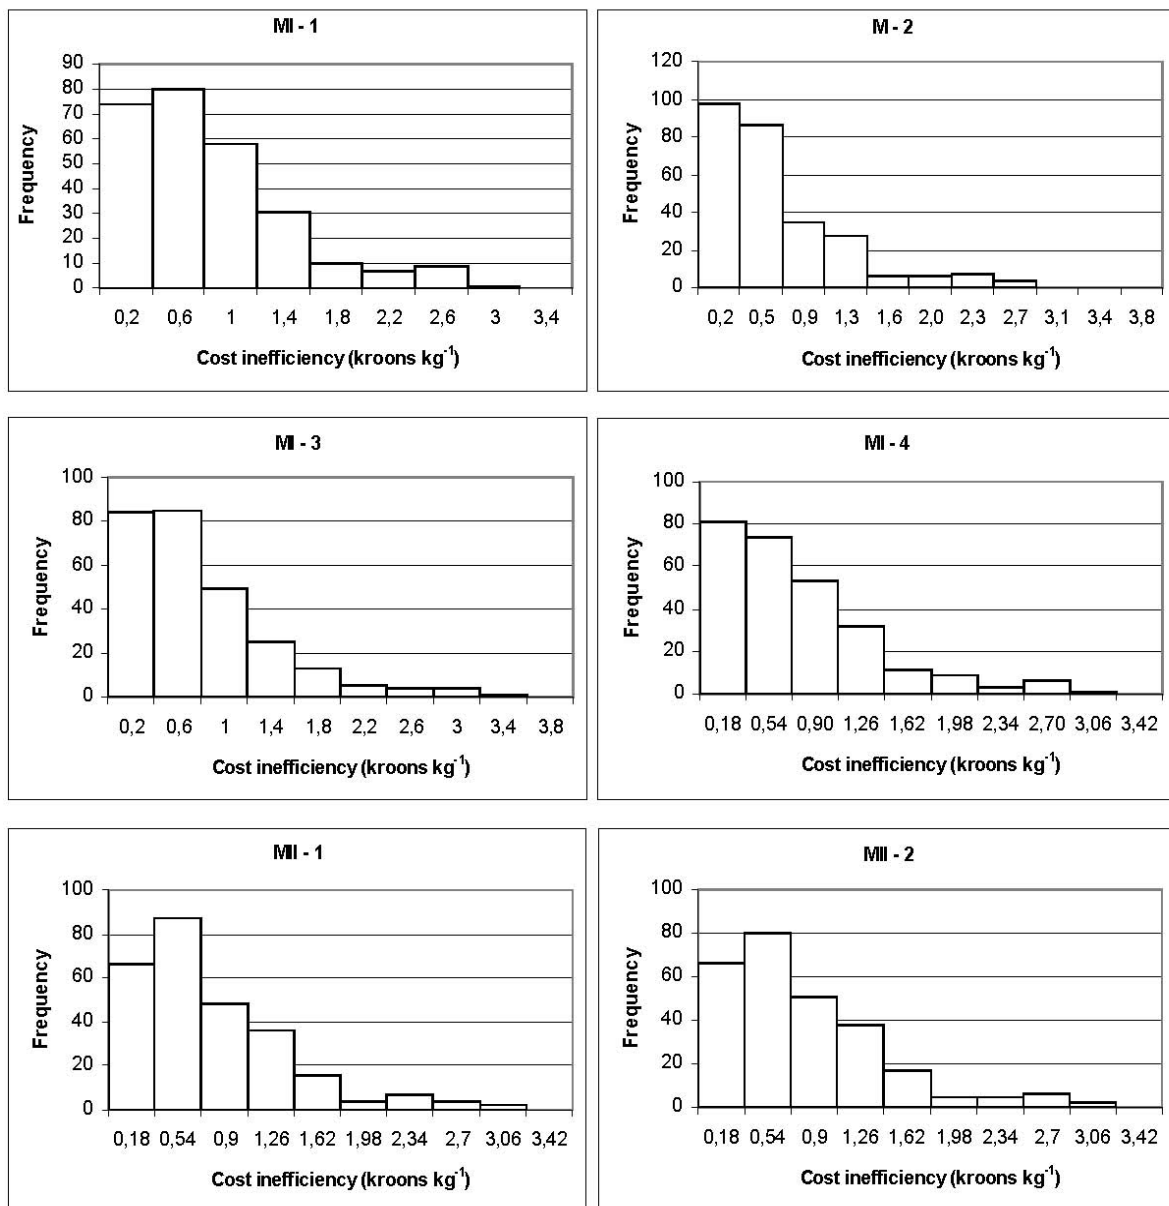 MI - 1
90
80
70
60
50
40
30
20
10
0
Frequency
0,2 0,6 1 1,4 1,8 2,2 2,6 3 3,4
Cost inefficiency (kroons kg-1)
M - 2
120
100
80
60
40
20
0
Frequency
0,2 0,5 0,9 1,3 1,6 2,0 2,3 2,7 3,1 3,4 3,8
Cost inefficiency (kroons kg-1)
MI - 3
100
80
60
40
20
0
Frequency
0,2 0,6 1 1,4 1,8 2,2 2,6 3 3,4 3,8
Cost inefficiency (kroons kg-1)
MI - 4
100
80
60
40
20
0
Frequency
0,18 0,54 0,90 1,26 1,62 1,98 2,34 2,70 3,06 3,42
Cost inefficiency (kroons kg-1)
MII - 1
100
80
60
40
20
0
Frequency
0,18 0,54 0,9 1,26 1,62 1,98 2,34 2,7 3,06 3,42
Cost inefficiency (kroons kg-1)
MII - 2
100
80
60
40
20
0
Frequency
0,18 0,54 0,9 1,26 1,62 1,98 2,34 2,7 3,06 3,42
Cost inefficiency (kroons kg-1)